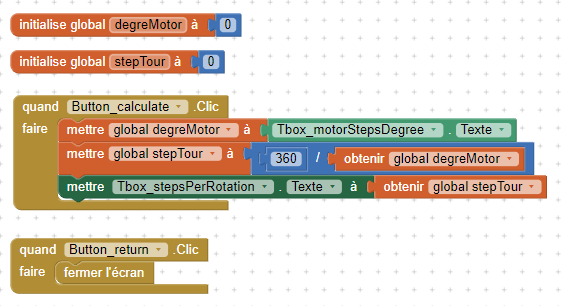 initialise global degreMotor à 0
initialise global stepTour à 0
quand Button_calculate .Clic
faire mettre global degreMotor à Tbox_motorStepsDegree . Texte
mettre global stepTour à 360 / obtenir global degreMotor
mettre Tbox_stepsPerRotation . Texte à obtenir global stepTour
quand Button_return .Clic
faire fermer l'écran